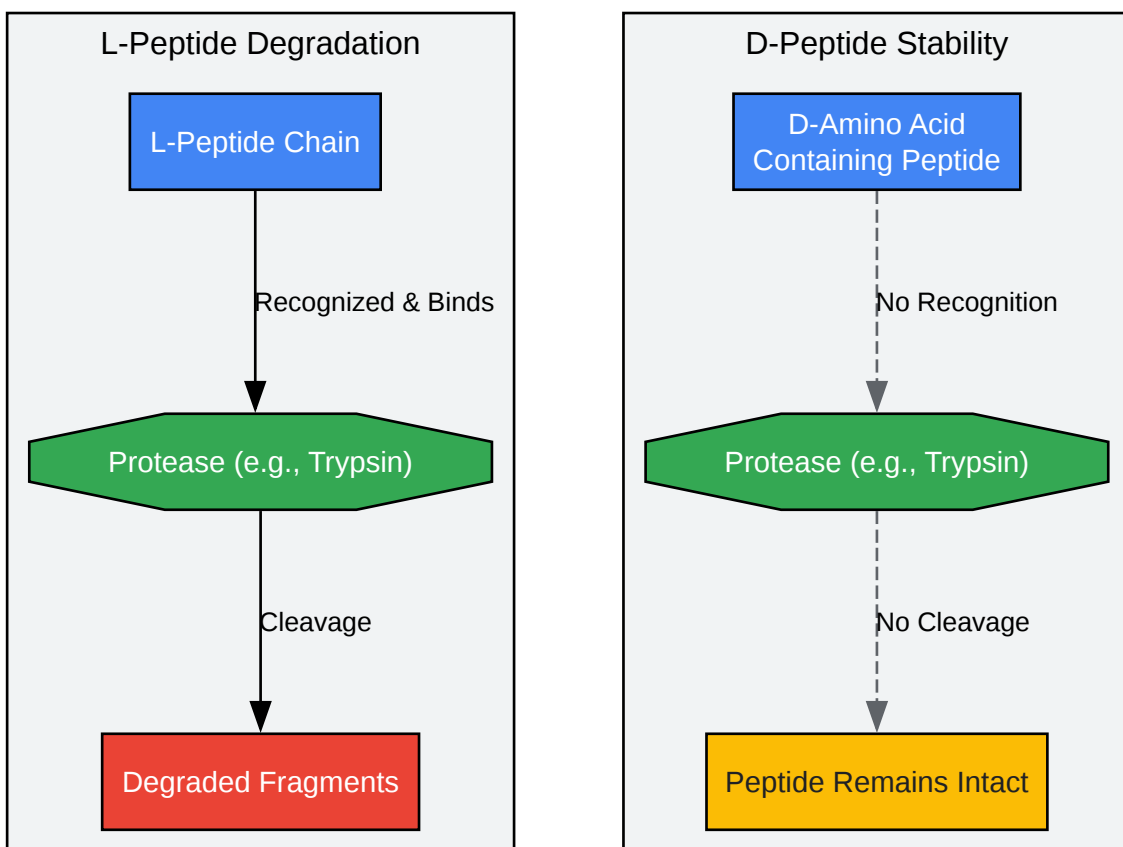 L-Peptide Degradation
L-Peptide Chain
Recognized & Binds
Protease (e.g., Trypsin)
Cleavage
Degraded Fragments
D-Peptide Stability
D-Amino Acid
Containing Peptide
No Recognition
Protease (e.g., Trypsin)
No Cleavage
Peptide Remains Intact